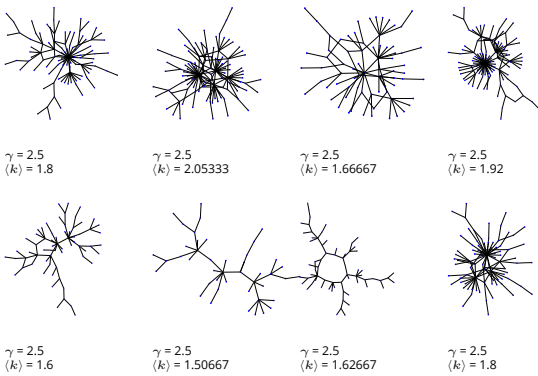 γ = 2.5
⟨k⟩ = 1.8
γ = 2.5
⟨k⟩ = 2.05333
γ = 2.5
⟨k⟩ = 1.66667
γ = 2.5
⟨k⟩ = 1.92
γ = 2.5
⟨k⟩ = 1.6
γ = 2.5
⟨k⟩ = 1.50667
γ = 2.5
⟨k⟩ = 1.62667
γ = 2.5
⟨k⟩ = 1.8